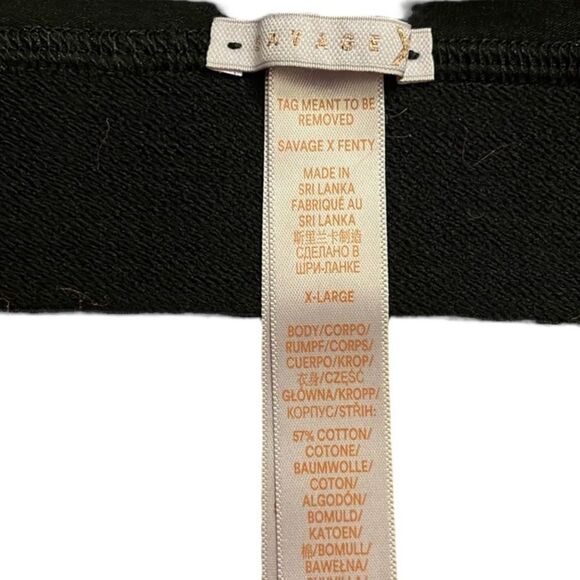 SAVAGE X
TAG MEANT TO BE
REMOVED
SAVAGE X FENTY
MADE IN
SRI LANKA
FABRIQUÉ AU
SRI LANKA
斯里兰卡制造
СДЕЛАНО В
ШРИ-ЛАНКЕ
X-LARGE
BODY/CORPO/
RUMPF/CORPS/
CUERPO/KROP/
衣身/CZĘŚĆ
GŁÓWNA/KROPP/
КОРПУС/STŘIH:
57% COTTON/
COTONE/
BAUMWOLLE/
COTON/
ALGODÓN/
BOMULD/
KATOEN/
棉/BOMULL/
BAWEŁNA/